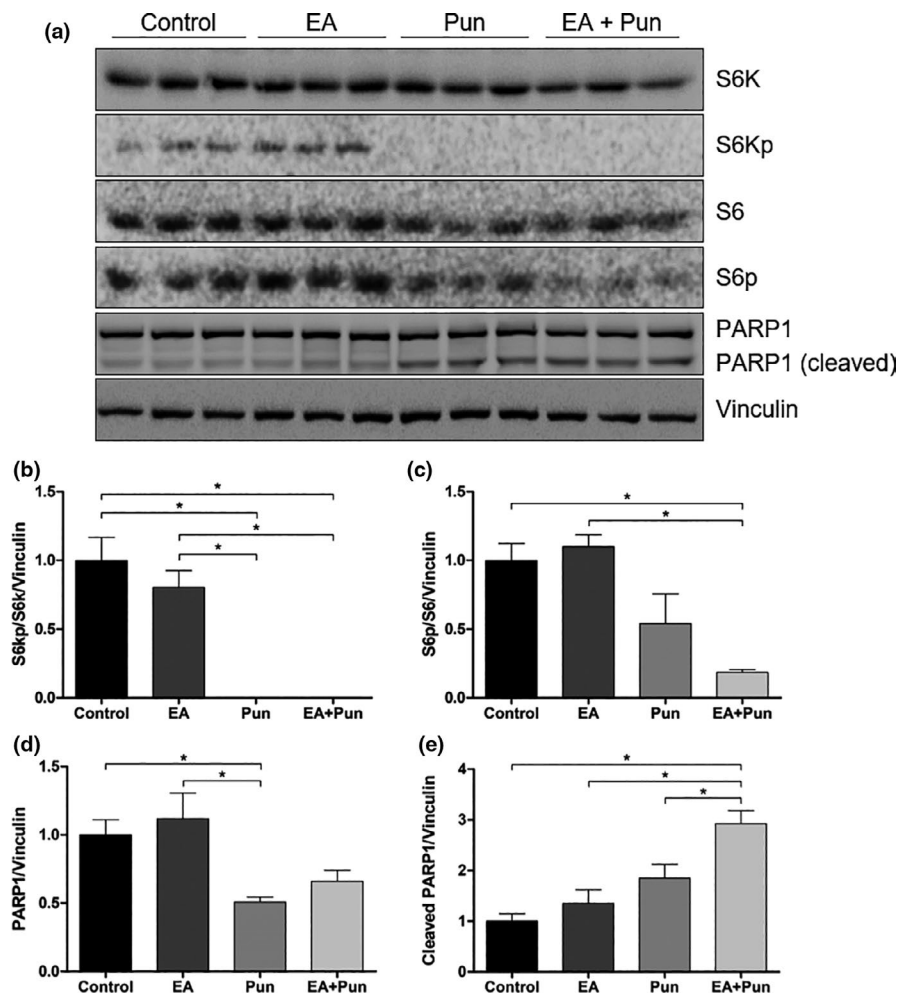 (a)
Control EA Pun EA + Pun
S6K
S6Kp
S6
S6p
PARP1
PARP1 (cleaved)
Vinculin
(b)
S6kp/S6k/Vinculin
1.5
*
*
*
1.0
*
0.5
0.0
Control EA Pun EA+Pun
(c)
S6p/S6/Vinculin
1.5
*
*
1.0
0.5
0.0
Control EA Pun EA+Pun
(d)
PARP1/Vinculin
1.5
*
*
1.0
0.5
0.0
Control EA Pun EA+Pun
(e)
Cleaved PARP1/Vinculin
4
*
*
*
3
2
1
0
Control EA Pun EA+Pun